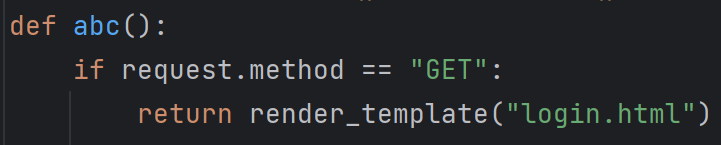 def abc():
    if request.method == "GET":
        return render_template("login.html")